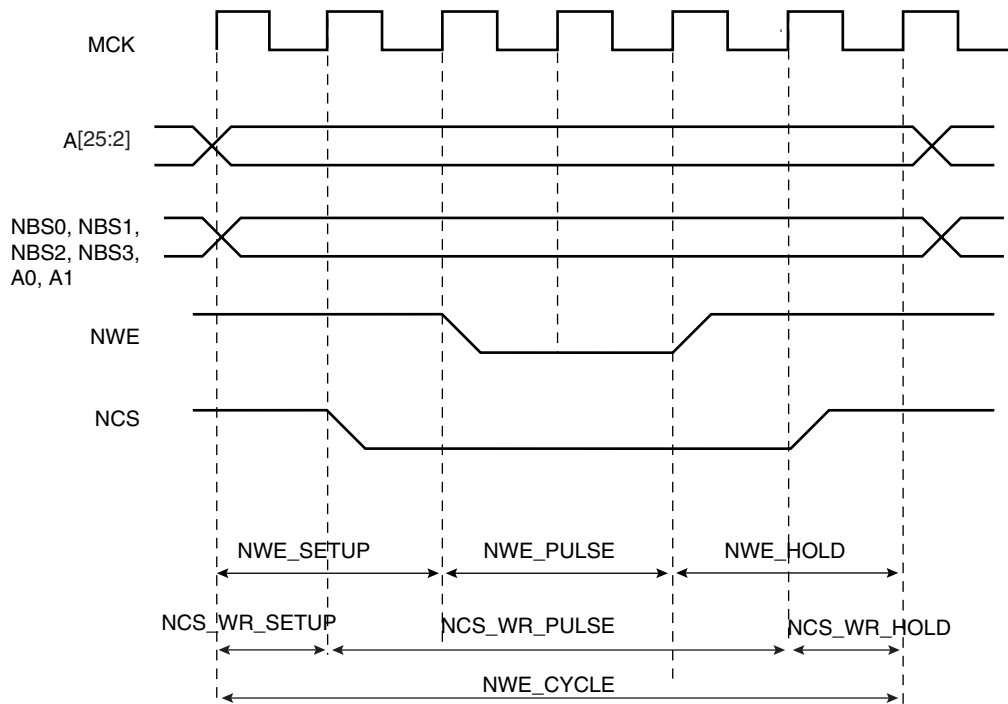 MCK
A[25:2]
NBS0, NBS1,
NBS2, NBS3,
A0, A1
NWE
NCS
NWE_SETUP
NWE_PULSE
NWE_HOLD
NCS_WR_SETUP
NCS_WR_PULSE
NCS_WR_HOLD
NWE_CYCLE